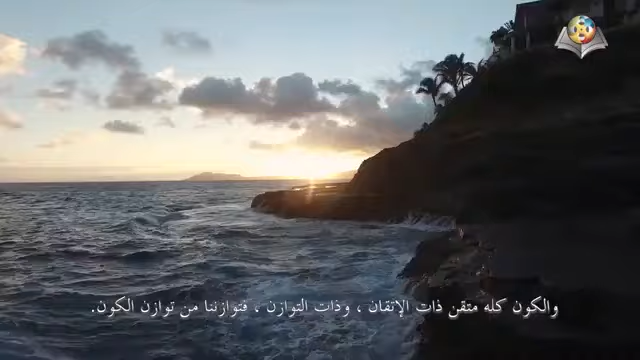 والكون كله متقن ذات الإتقان ، وذات التوازن ، فتوازننا من توازن الكون.